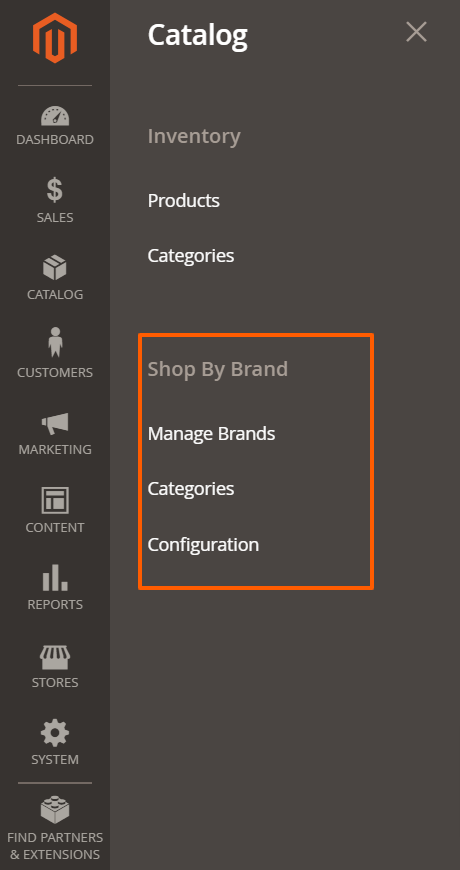 DASHBOARD
SALES
CATALOG
CUSTOMERS
MARKETING
CONTENT
REPORTS
STORES
SYSTEM
FIND PARTNERS
& EXTENSIONS
Catalog
Inventory
Products
Categories
Shop By Brand
Manage Brands
Categories
Configuration